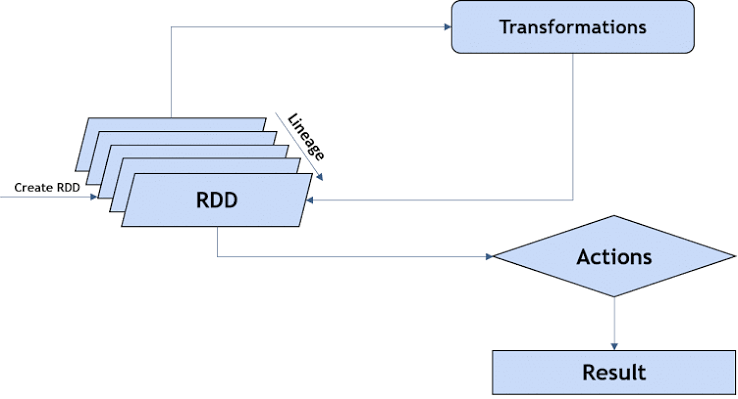 Transformations
Lineage
Create RDD
RDD
Actions
Result